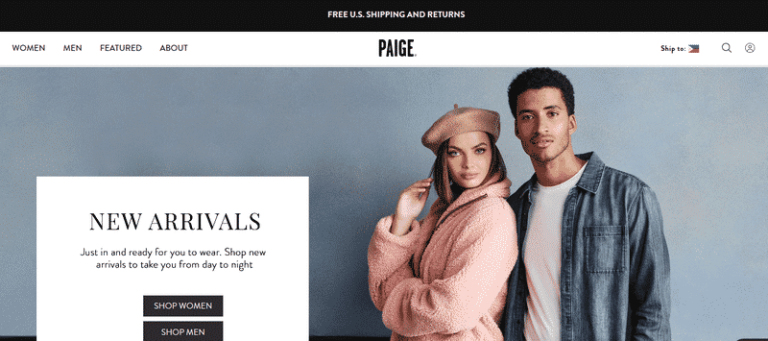 FREE U.S. SHIPPING AND RETURNS
WOMEN MEN FEATURED ABOUT PAIGE Ship to:
NEW ARRIVALS
Just in and ready for you to wear. Shop new
arrivals to take you from day to night
SHOP WOMEN
SHOP MEN